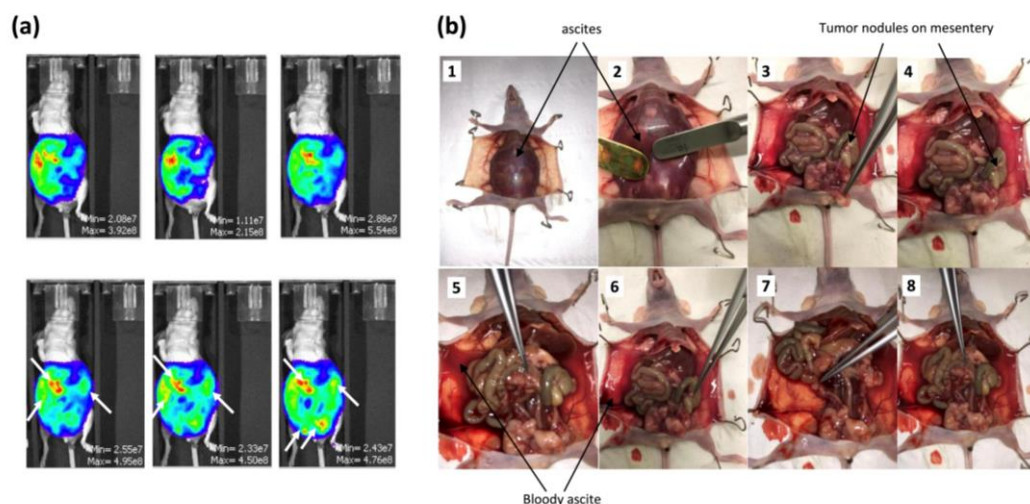 (a)
Min= 2.08e7
Max= 3.92e8
Min= 1.11e7
Max= 2.15e8
Min= 2.88e7
Max= 5.54e8
Min= 2.55e7
Max= 4.95e8
Min= 2.33e7
Max= 4.50e8
Min= 2.43e7
Max= 4.76e8
(b)
ascites
Tumor nodules on mesentery
1
2
3
4
5
6
7
8
Bloody ascite